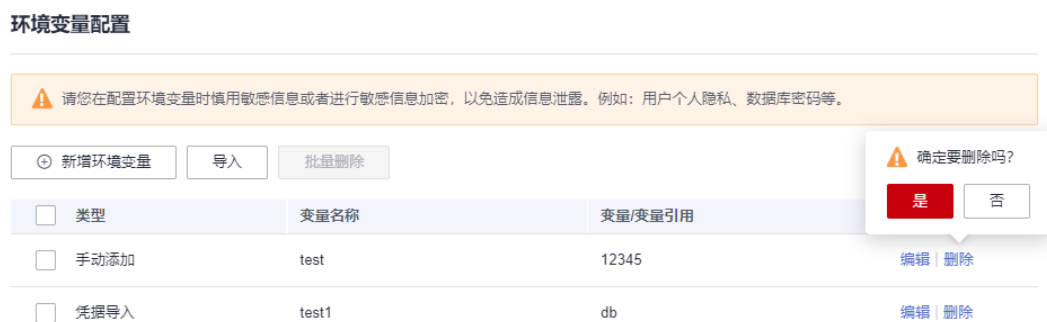 环境变量配置
请您在配置环境变量时慎用敏感信息或者进行敏感信息加密，以免造成信息泄露。例如：用户个人隐私、数据库密码等。
新增环境变量 导入 批量删除
确定要删除吗？
是 否
类型 变量名称 变量/变量引用
手动添加 test 12345 编辑 | 删除
凭据导入 test1 db 编辑 | 删除